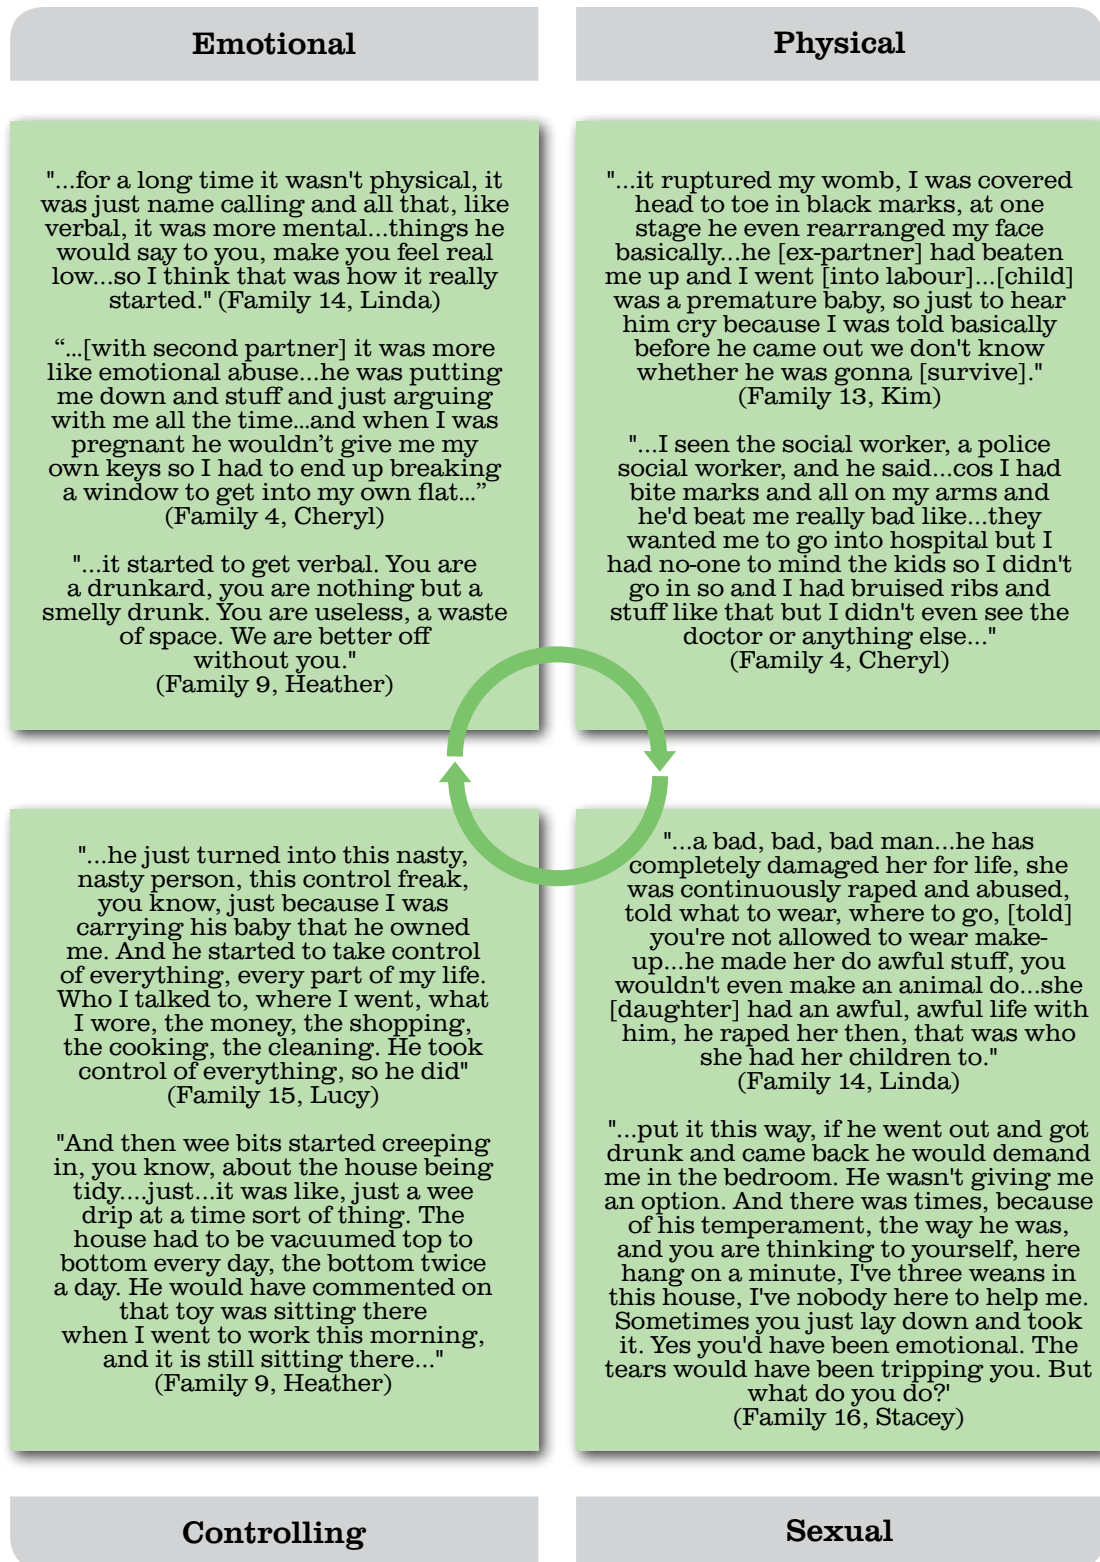 Emotional
"...for a long time it wasn't physical, it
was just name calling and all that, like
verbal, it was more mental...things he
would say to you, make you feel real
low...so I think that was how it really
started." (Family 14, Linda)
“...[with second partner] it was more
like emotional abuse...he was putting
me down and stuff and just arguing
with me all the time...and when I was
pregnant he wouldn’t give me my
own keys so I had to end up breaking
a window to get into my own flat...”
(Family 4, Cheryl)
"...it started to get verbal. You are
a drunkard, you are nothing but a
smelly drunk. You are useless, a waste
of space. We are better off
without you."
(Family 9, Heather)
Physical
"...it ruptured my womb, I was covered
head to toe in black marks, at one
stage he even rearranged my face
basically...he [ex-partner] had beaten
me up and I went [into labour]...[child]
was a premature baby, so just to hear
him cry because I was told basically
before he came out we don't know
whether he was gonna [survive]."
(Family 13, Kim)
"...I seen the social worker, a police
social worker, and he said...cos I had
bite marks and all on my arms and
he'd beat me really bad like...they
wanted me to go into hospital but I
had no-one to mind the kids so I didn't
go in so and I had bruised ribs and
stuff like that but I didn't even see the
doctor or anything else..."
(Family 4, Cheryl)
"...he just turned into this nasty,
nasty person, this control freak,
you know, just because I was
carrying his baby that he owned
me. And he started to take control
of everything, every part of my life.
Who I talked to, where I went, what
I wore, the money, the shopping,
the cooking, the cleaning. He took
control of everything, so he did"
(Family 15, Lucy)
"And then wee bits started creeping
in, you know, about the house being
tidy....just...it was like, just a wee
drip at a time sort of thing. The
house had to be vacuumed top to
bottom every day, the bottom twice
a day. He would have commented on
that toy was sitting there
when I went to work this morning,
and it is still sitting there..."
(Family 9, Heather)
Controlling
"...a bad, bad, bad man...he has
completely damaged her for life, she
was continuously raped and abused,
told what to wear, where to go, [told]
you're not allowed to wear make-
up...he made her do awful stuff, you
wouldn't even make an animal do...she
[daughter] had an awful, awful life with
him, he raped her then, that was who
she had her children to."
(Family 14, Linda)
"...put it this way, if he went out and got
drunk and came back he would demand
me in the bedroom. He wasn't giving me
an option. And there was times, because
of his temperament, the way he was,
and you are thinking to yourself, here
hang on a minute, I've three weans in
this house, I've nobody here to help me.
Sometimes you just lay down and took
it. Yes you'd have been emotional. The
tears would have been tripping you. But
what do you do?'
(Family 16, Stacey)
Sexual